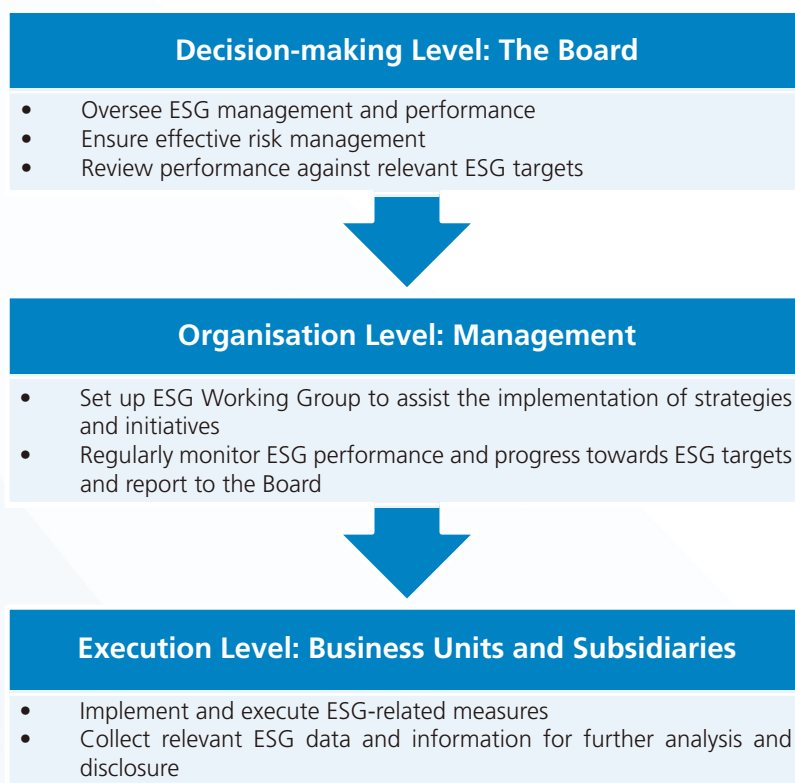 Decision-making Level: The Board
• Oversee ESG management and performance
• Ensure effective risk management
• Review performance against relevant ESG targets
Organisation Level: Management
• Set up ESG Working Group to assist the implementation of strategies
and initiatives
• Regularly monitor ESG performance and progress towards ESG targets
and report to the Board
Execution Level: Business Units and Subsidiaries
• Implement and execute ESG-related measures
• Collect relevant ESG data and information for further analysis and
disclosure